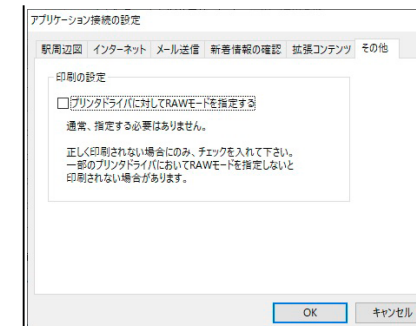 アプリケーション接続の設定
駅周辺図 インターネット メール送信 新着情報の確認 拡張コンテンツ その他
印刷の設定
プリンタドライバに対してRAWモードを指定する
通常、指定する必要はありません。
正しく印刷されない場合にのみ、チェックを入れて下さい。
一部のプリンタドライバにおいてRAWモードを指定しないと
印刷されない場合があります。
OK キャンセル